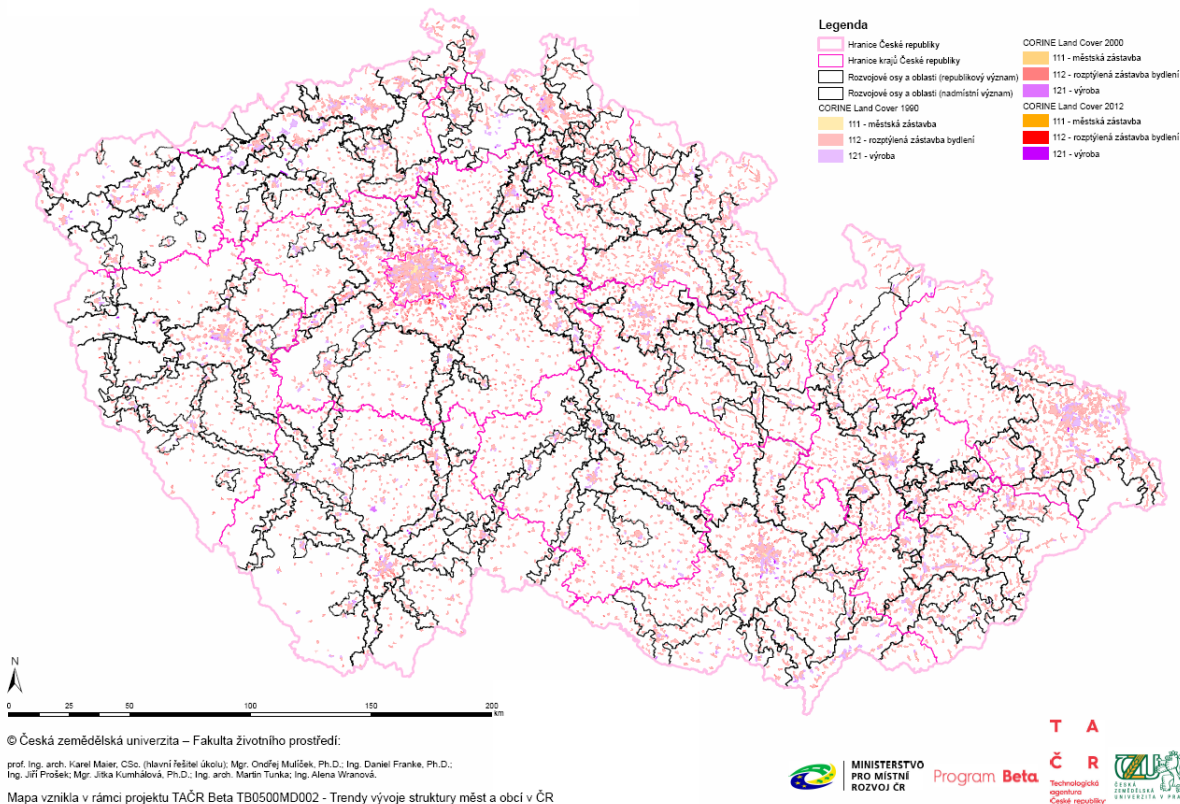 Legenda
Hranice České republiky
Hranice krajů České republiky
Rozvojové osy a oblasti (republikový význam)
Rozvojové osy a oblasti (nadmístní význam)
CORINE Land Cover 1990
111 - městská zástavba
112 - rozptýlená zástavba bydlení
121 - výroba
CORINE Land Cover 2000
111 - městská zástavba
112 - rozptýlená zástavba bydlení
121 - výroba
CORINE Land Cover 2012
111 - městská zástavba
112 - rozptýlená zástavba bydlení
121 - výroba
N
0 25 50 100 150 200
km
© Česká zemědělská univerzita – Fakulta životního prostředí:
prof. Ing. arch. Karel Maier, CSc. (hlavní řešitel úkolu); Mgr. Ondřej Mulíček, Ph.D.; Ing. Daniel Franke, Ph.D.;
Ing. Jiří Prošek; Mgr. Jitka Kumhálová, Ph.D.; Ing. arch. Martin Tunka; Ing. Alena Wranová.
Mapa vznikla v rámci projektu TAČR Beta TB0500MD002 - Trendy vývoje struktury měst a obcí v ČR
MINISTERSTVO
PRO MÍSTNÍ
ROZVOJ ČR
Program Beta
T A
Č R
Technologická
agentura
České republiky
ČZU
ČESKÁ
ZEMĚDĚLSKÁ
UNIVERZITA V PRA